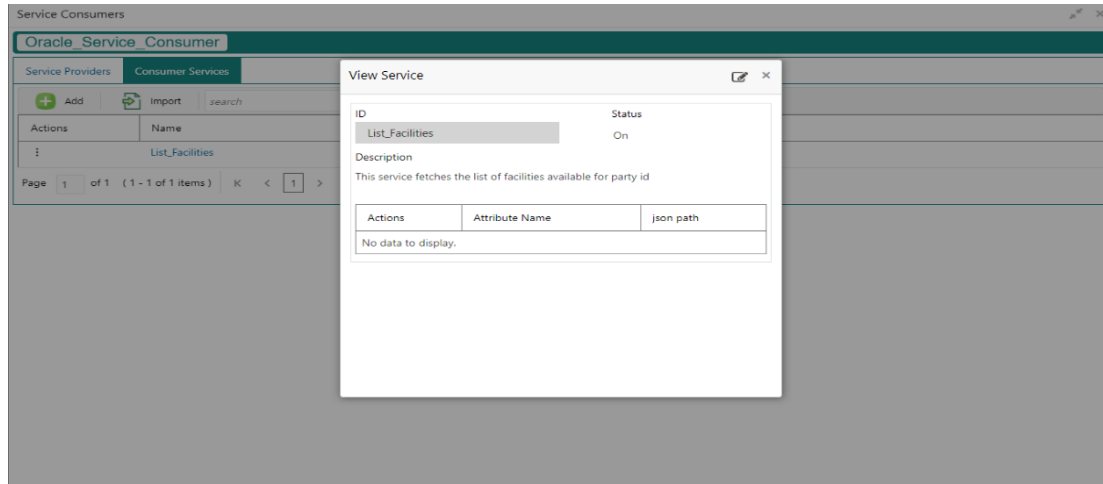 Service Consumers
Oracle_Service_Consumer
Service Providers Consumer Services
Add Import search
Actions Name
List_Facilities
Page 1 of 1 (1 - 1 of 1 items) K < 1 >
View Service
ID Status
List_Facilities On
Description
This service fetches the list of facilities available for party id
Actions Attribute Name json path
No data to display.